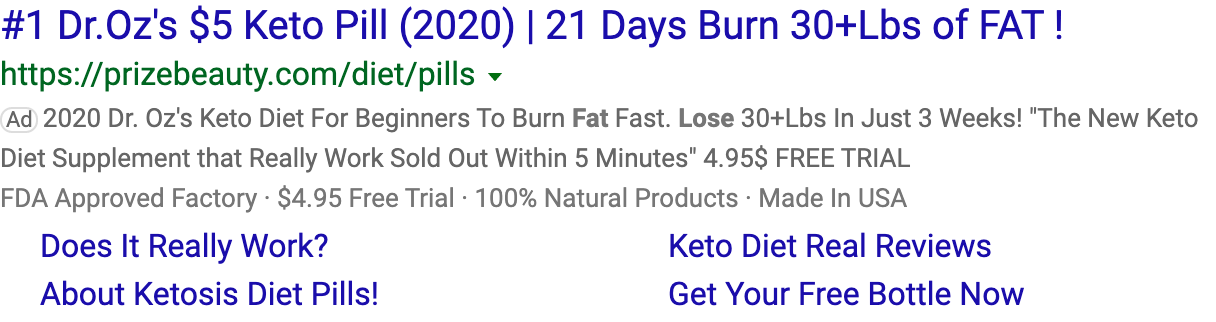 #1 Dr.Oz's $5 Keto Pill (2020) | 21 Days Burn 30+Lbs of FAT !
https://prizebeauty.com/diet/pills
Ad 2020 Dr. Oz's Keto Diet For Beginners To Burn Fat Fast. Lose 30+Lbs In Just 3 Weeks! "The New Keto
Diet Supplement that Really Work Sold Out Within 5 Minutes" 4.95$ FREE TRIAL
FDA Approved Factory · $4.95 Free Trial · 100% Natural Products · Made In USA
Does It Really Work? Keto Diet Real Reviews
About Ketosis Diet Pills! Get Your Free Bottle Now